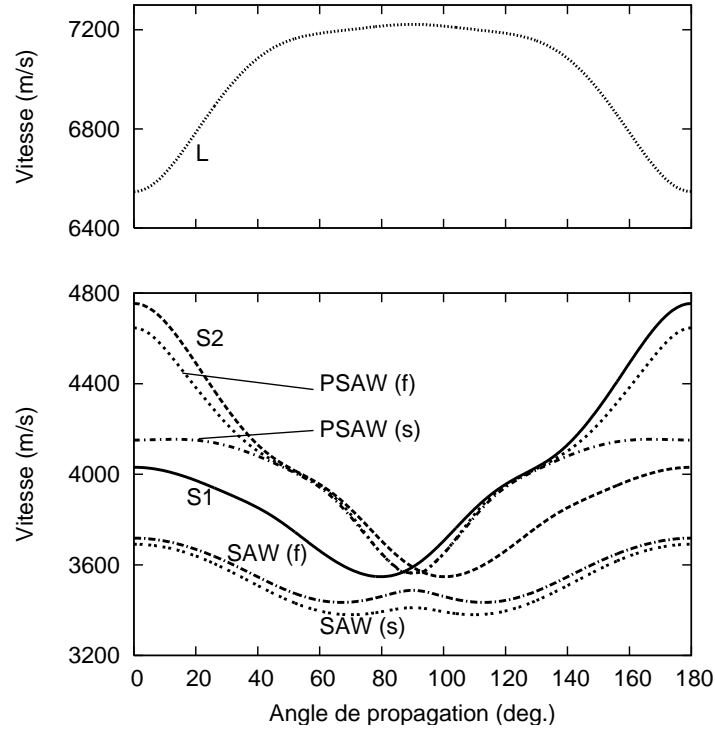 7200
6800
6400
Vitesse (m/s)
L
4800
4400
4000
3600
3200
Vitesse (m/s)
S2
PSAW (f)
PSAW (s)
S1
SAW (f)
SAW (s)
0 20 40 60 80 100 120 140 160 180
Angle de propagation (deg.)